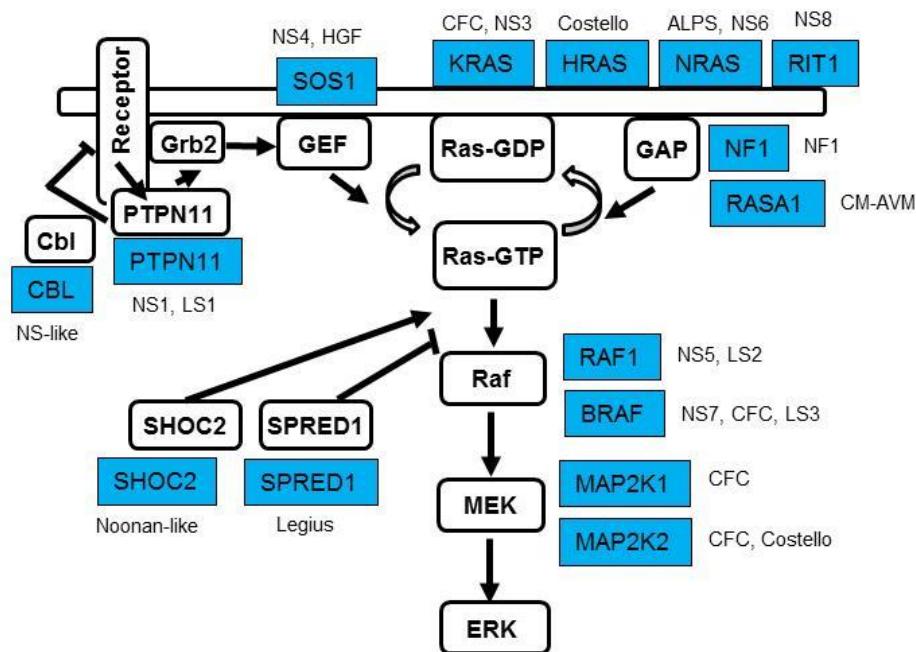 NS4, HGF
CFC, NS3
Costello
ALPS, NS6
NS8
SOS1
KRAS
HRAS
NRAS
RIT1
Receptor
Grb2
GEF
Ras-GDP
GAP
NF1
NF1
RASA1
CM-AVM
PTPN11
Cbl
PTPN11
Ras-GTP
CBL
NS1, LS1
NS-like
RAF1
NS5, LS2
Raf
BRAF
NS7, CFC, LS3
SHOC2
SPRED1
SHOC2
SPRED1
MEK
MAP2K1
CFC
Noonan-like
Legius
MAP2K2
CFC, Costello
ERK